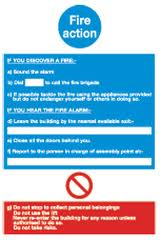 Fire
action
IF YOU DISCOVER A FIRE:-
a) Sound the alarm
b) Dial to call the fire brigade
c) If possible tackle the fire using the appliances provided
but do not endanger yourself or others in doing so.
IF YOU HEAR THE FIRE ALARM:-
d) Leave the building by the nearest available exit:-
e) Close all the doors behind you.
f) Report to the person in charge of assembly point at:-
g) Do not stop to collect personal belongings
Do not use the lift
Never re-enter the building for any reason unless
authorised to do so.
Do not take risks.